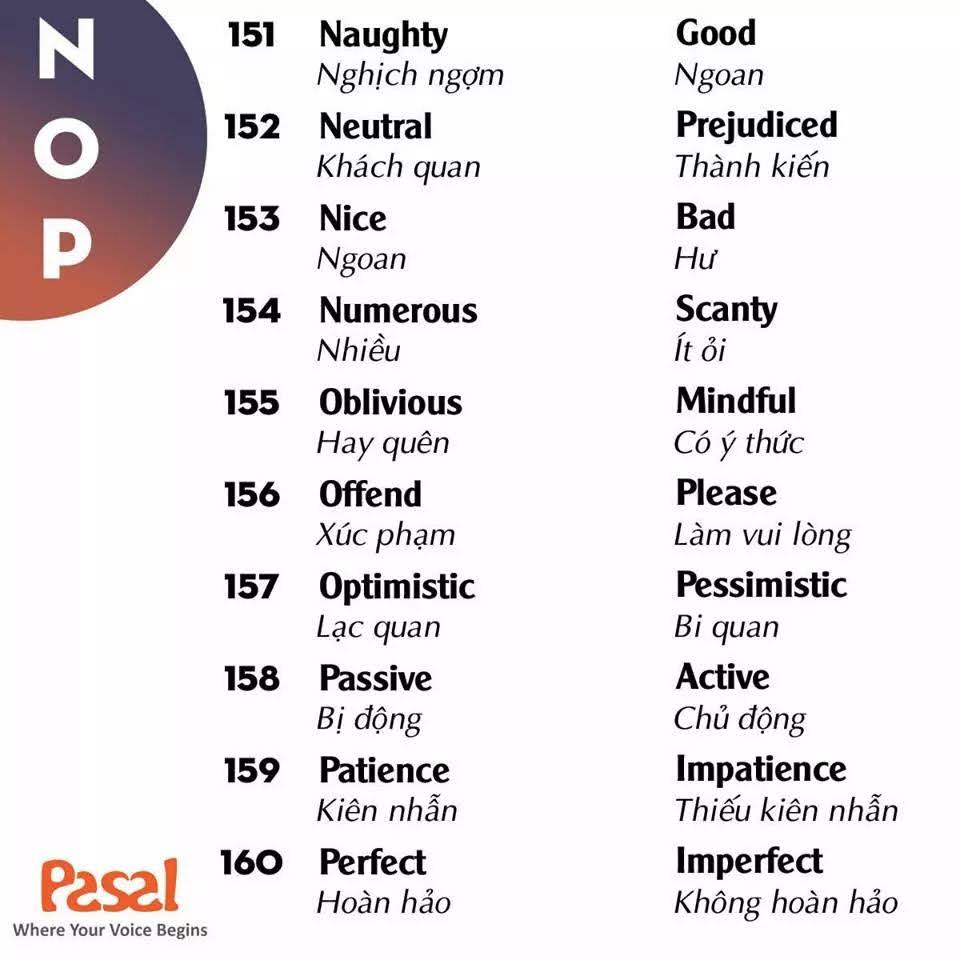 N
O
P
151 Naughty Good
Nghịch ngợm Ngoan
152 Neutral Prejudiced
Khách quan Thành kiến
153 Nice Bad
Ngoan Hư
154 Numerous Scanty
Nhiều Ít ỏi
155 Oblivious Mindful
Hay quên Có ý thức
156 Offend Please
Xúc phạm Làm vui lòng
157 Optimistic Pessimistic
Lạc quan Bi quan
158 Passive Active
Bị động Chủ động
159 Patience Impatience
Kiên nhẫn Thiếu kiên nhẫn
160 Perfect Imperfect
Hoàn hảo Không hoàn hảo
Pasal
Where Your Voice Begins